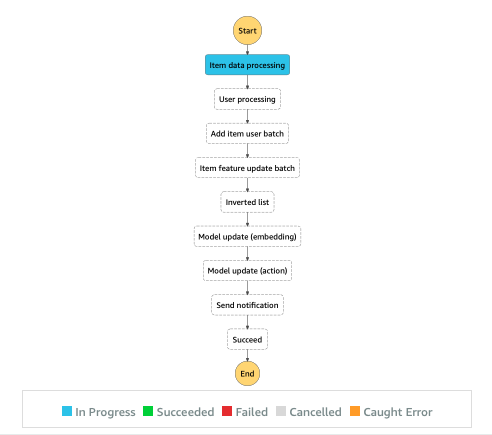 Start
Item data processing
User processing
Add item user batch
Item feature update batch
Inverted list
Model update (embedding)
Model update (action)
Send notification
Succeed
End
In Progress Succeeded Failed Cancelled Caught Error